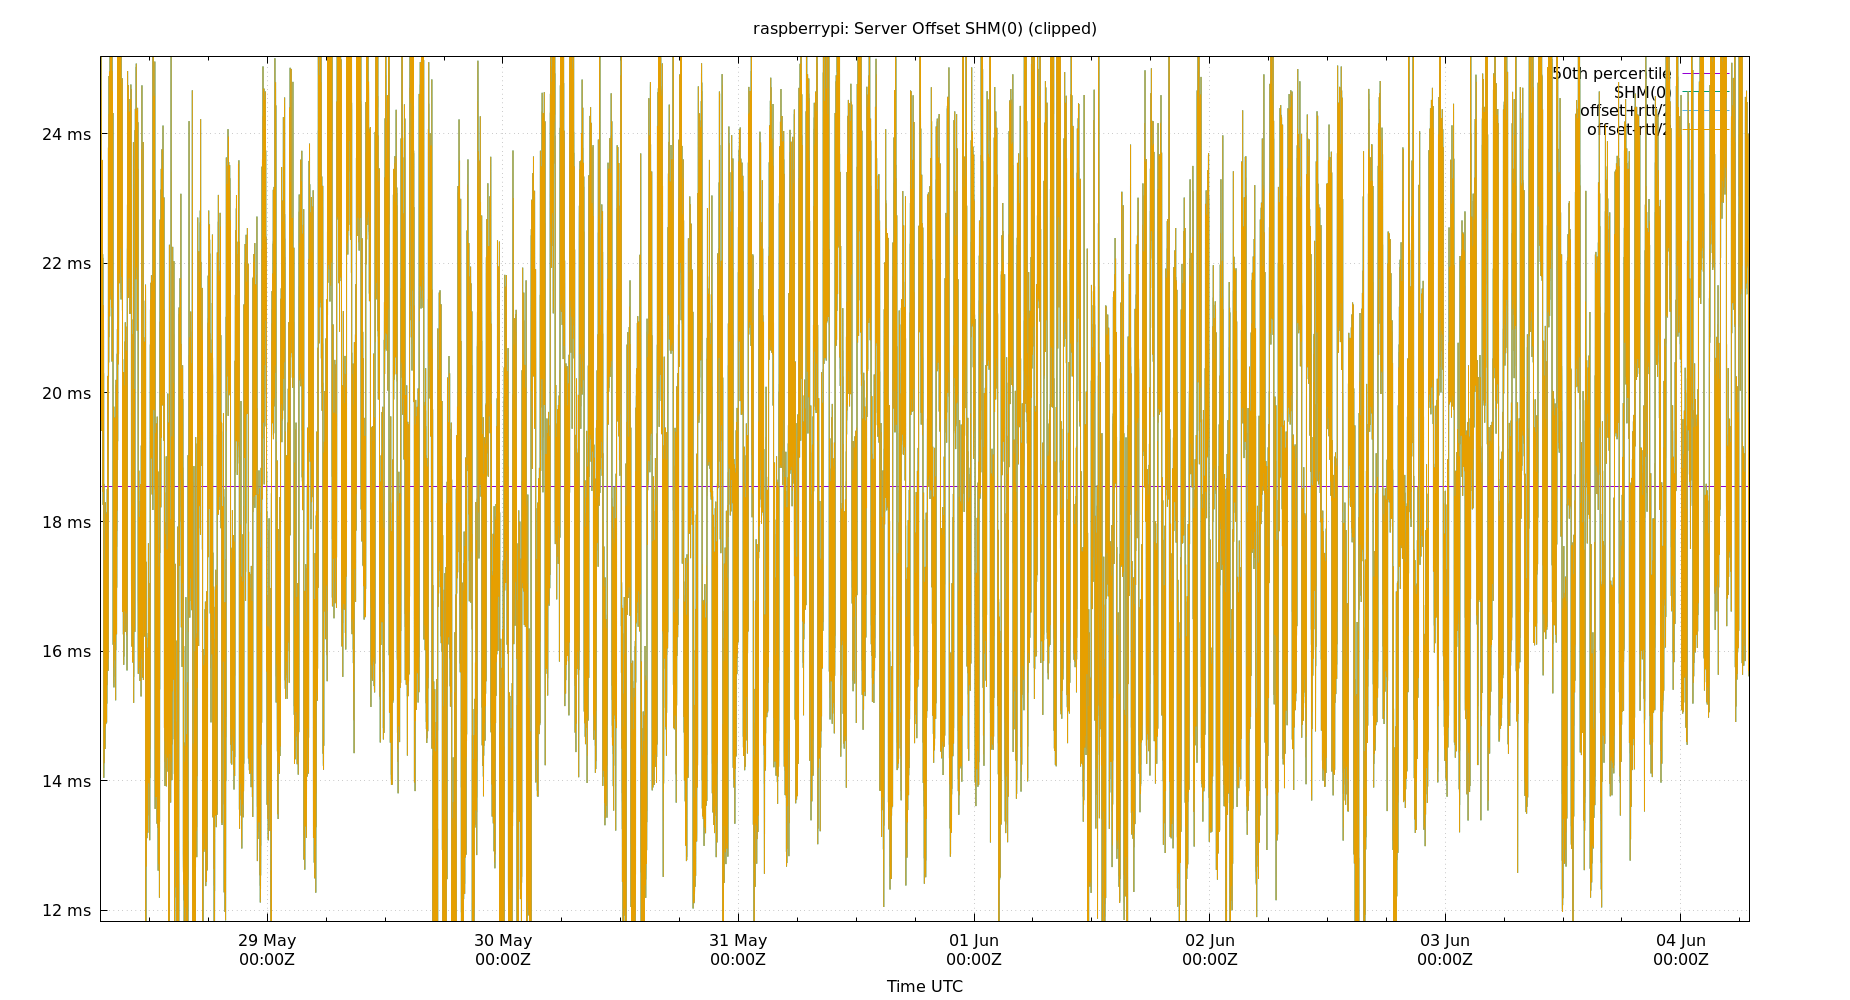 raspberrypi: Server Offset SHM(0) (clipped)
50th percentile
SHM(0)
offset+rtt/2
offset-rtt/2
24 ms
22 ms
20 ms
18 ms
16 ms
14 ms
12 ms
29 May 30 May 31 May 01 Jun 02 Jun 03 Jun 04 Jun
00:00Z 00:00Z 00:00Z 00:00Z 00:00Z 00:00Z 00:00Z
Time UTC